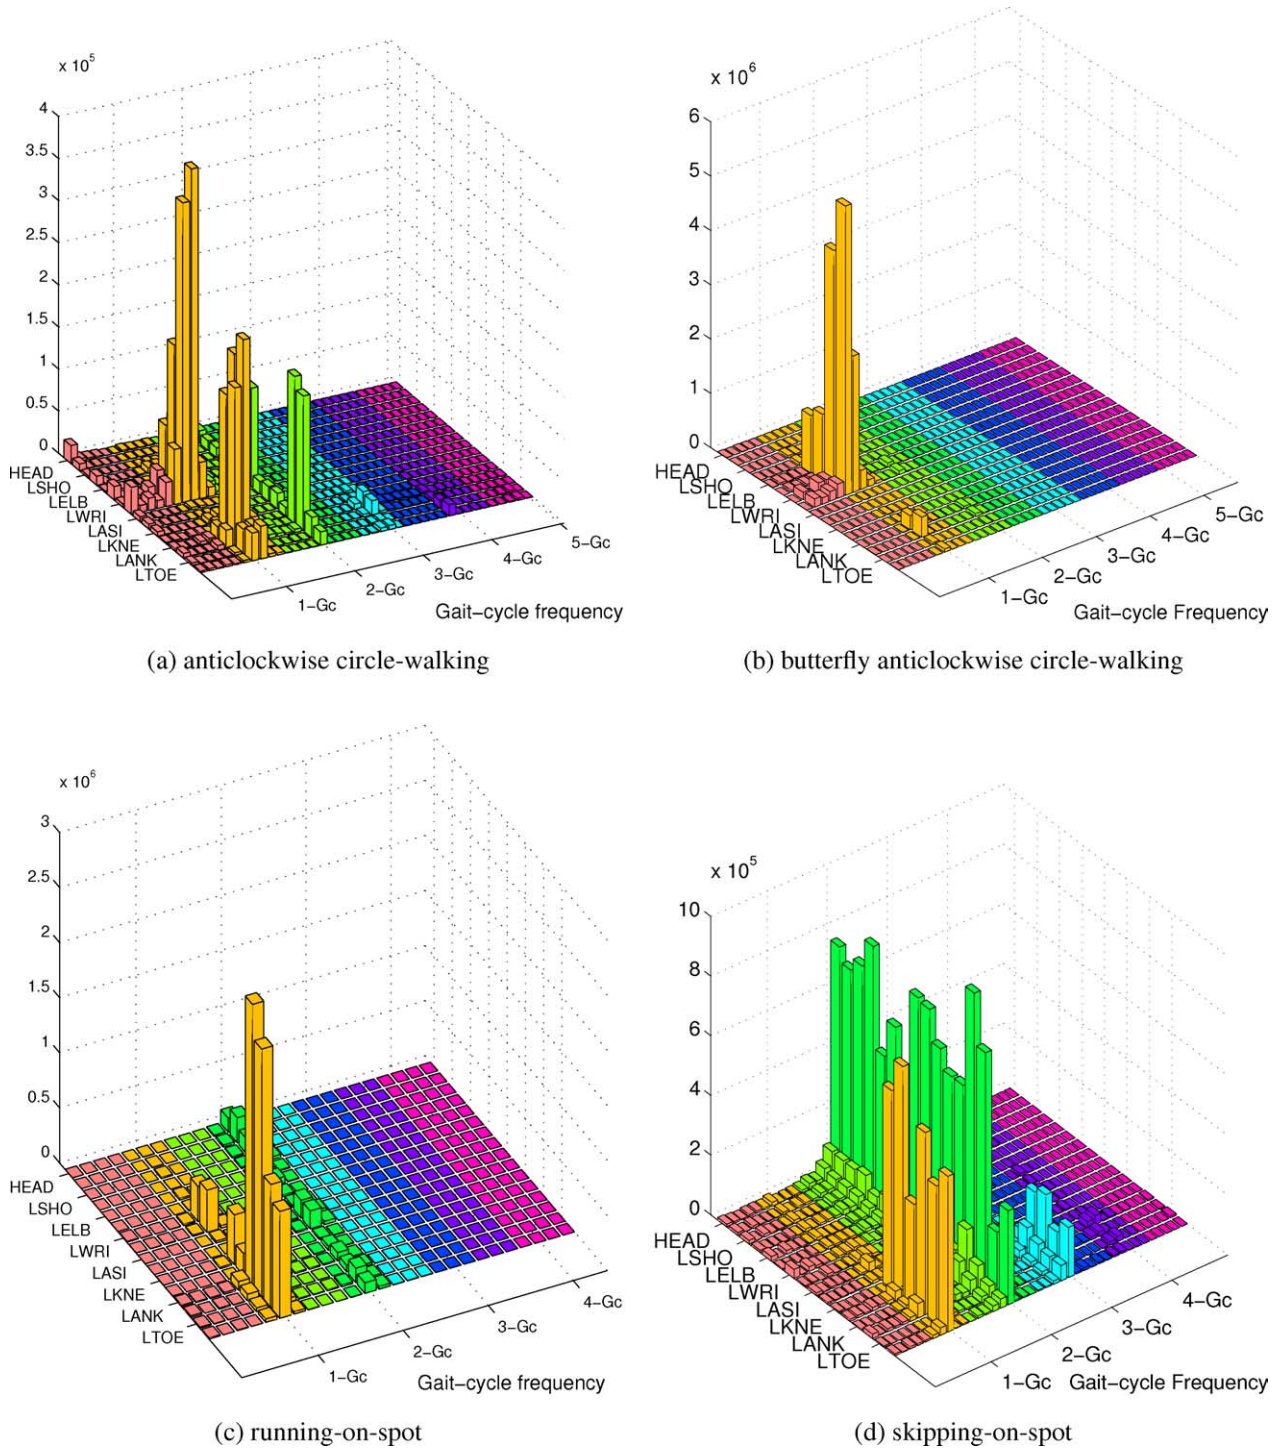 x 10^5
4
3.5
3
2.5
2
1.5
1
0.5
0
HEAD
LSHO
LELB
LWRI
LASI
LKNE
LANK
LTOE
1-Gc
2-Gc
3-Gc
4-Gc
5-Gc
Gait-cycle frequency
(a) anticlockwise circle-walking
x 10^6
6
5
4
3
2
1
0
HEAD
LSHO
LELB
LWRI
LASI
LKNE
LANK
LTOE
1-Gc
2-Gc
3-Gc
4-Gc
5-Gc
Gait-cycle Frequency
(b) butterfly anticlockwise circle-walking
x 10^6
3
2.5
2
1.5
1
0.5
0
HEAD
LSHO
LELB
LWRI
LASI
LKNE
LANK
LTOE
1-Gc
2-Gc
3-Gc
4-Gc
Gait-cycle frequency
(c) running-on-spot
x 10^5
10
8
6
4
2
0
HEAD
LSHO
LELB
LWRI
LASI
LKNE
LANK
LTOE
1-Gc
2-Gc
3-Gc
4-Gc
Gait-cycle Frequency
(d) skipping-on-spot